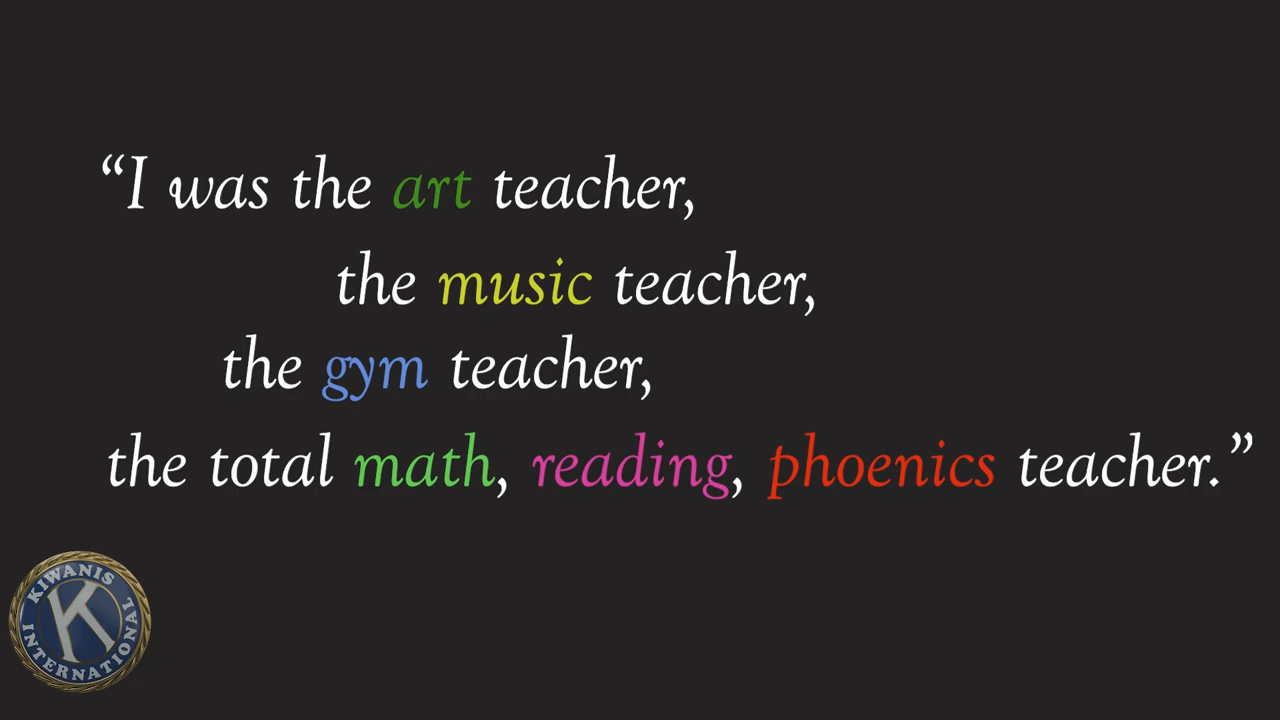 “I was the art teacher,
the music teacher,
the gym teacher,
the total math, reading, phoenics teacher.”
KIWANIS
K
INTERNATIONAL